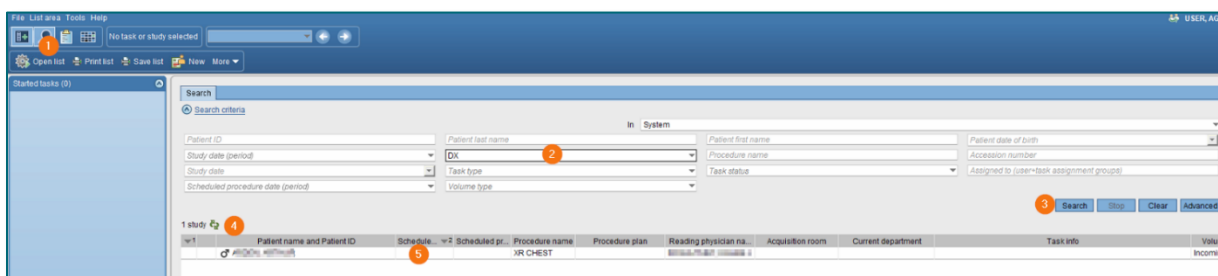 File List area Tools Help
USER, AG
No task or study selected
1
Open list Print list Save list New More
Started tasks (0)
Search
Search criteria
In System
Patient ID Patient last name Patient first name Patient date of birth
Study date (period) DX 2 Procedure name Accession number
Study date Task type Task status Assigned to (user+task assignment groups)
Scheduled procedure date (period) Volume type
3 Search Stop Clear Advanced
1 study 4
1 Patient name and Patient ID Schedule... 2 Scheduled pr... Procedure name Procedure plan Reading physician na... Acquisition room Current department Task info Volu
5 XR CHEST Incomi